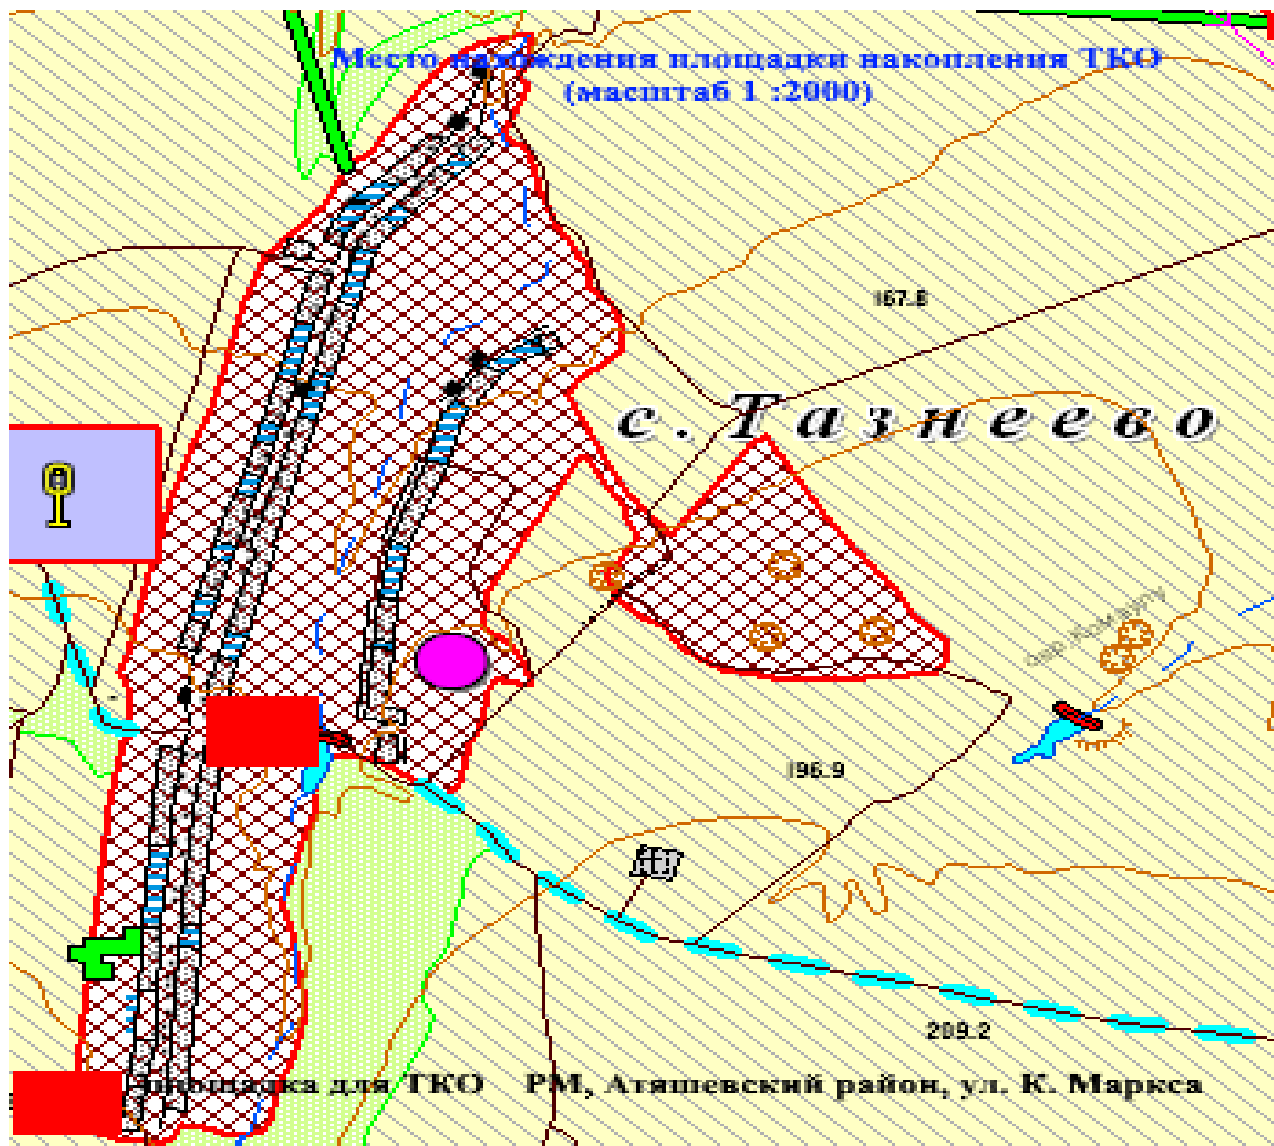 Место нахождения площадки накопления ТКО
(масштаб 1 :2000)
167.8
с. Тазнеево
196.9
209.2
площадка для ТКО РМ, Атяшевский район, ул. К. Маркса